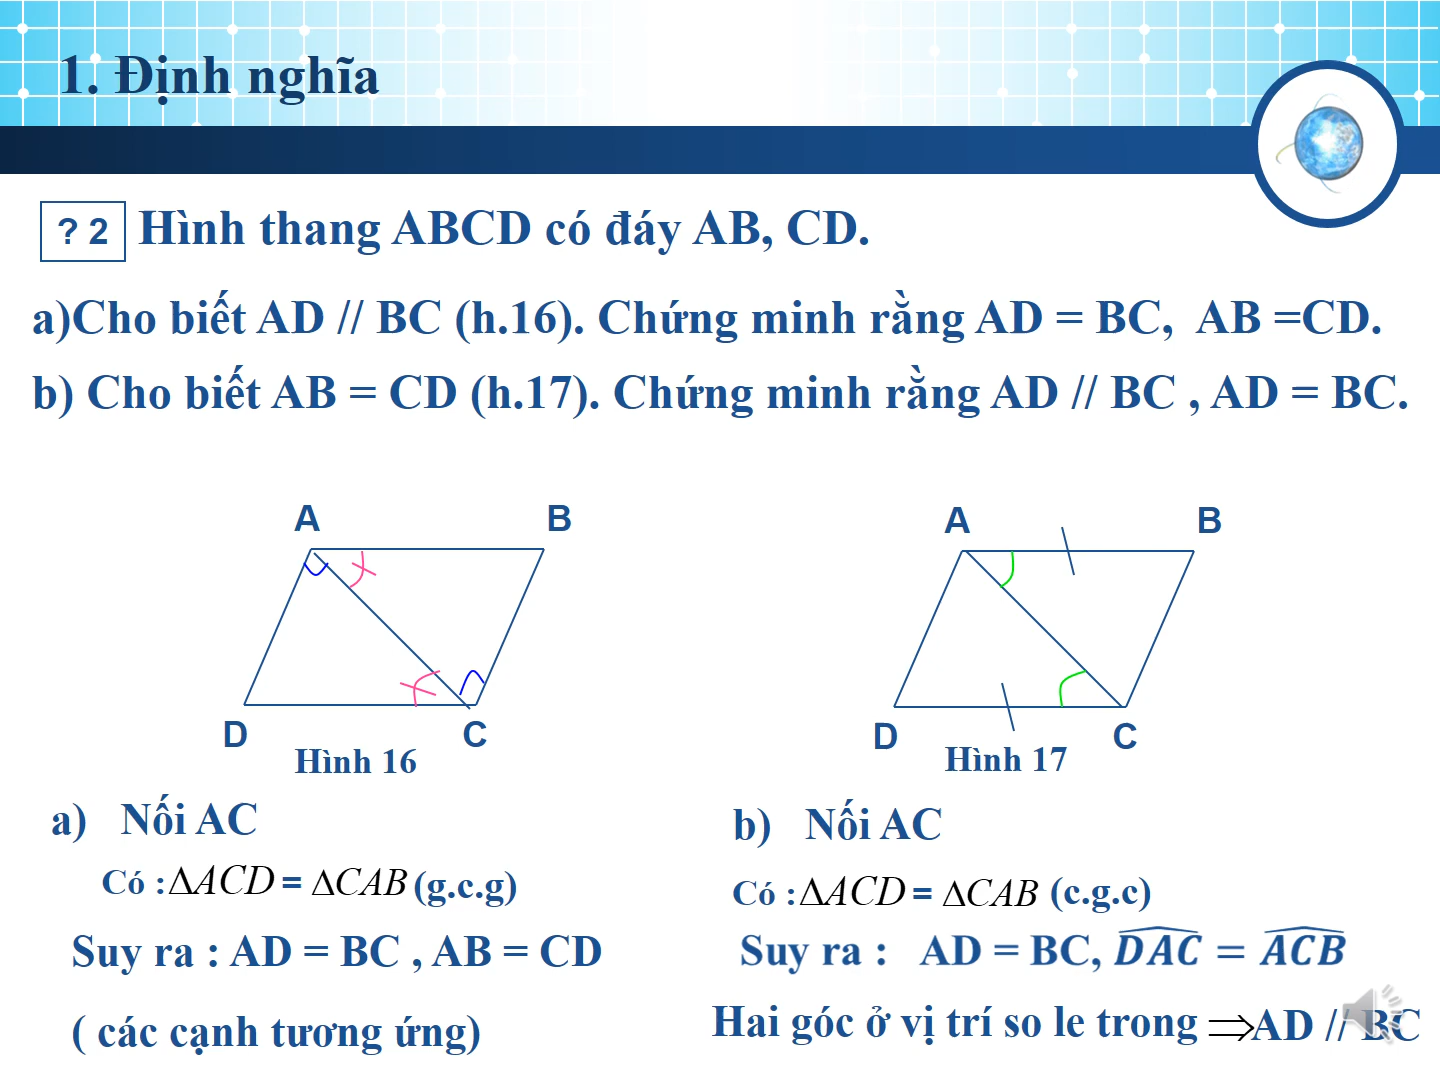 1. Định nghĩa
? 2 Hình thang ABCD có đáy AB, CD.
a)Cho biết AD // BC (h.16). Chứng minh rằng AD = BC, AB =CD.
b) Cho biết AB = CD (h.17). Chứng minh rằng AD // BC , AD = BC.
A B
D C
Hình 16
A B
D C
Hình 17
a) Nối AC
Có : ΔACD = ΔCAB (g.c.g)
Suy ra : AD = BC , AB = CD
( các cạnh tương ứng)
b) Nối AC
Có : ΔACD = ΔCAB (c.g.c)
Suy ra : AD = BC, \widehat{DAC} = \widehat{ACB}
Hai góc ở vị trí so le trong ⇒ AD // BC